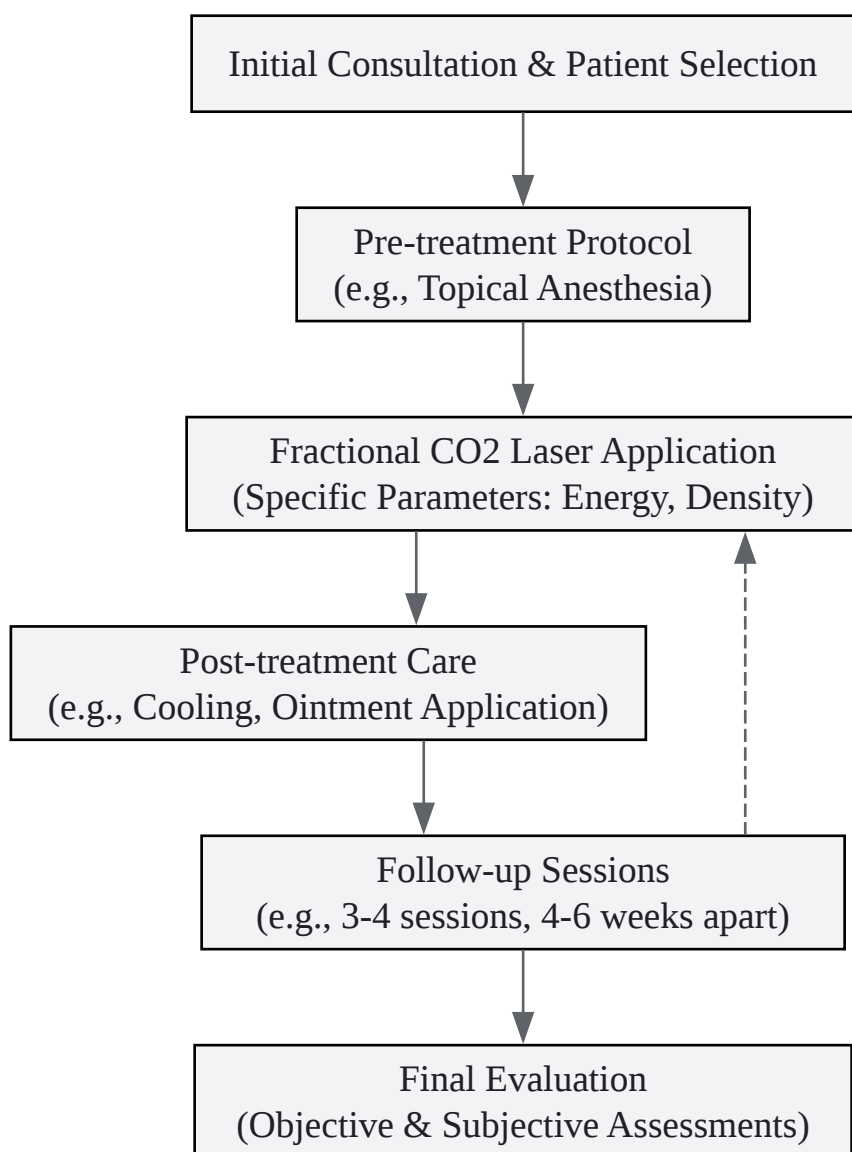 Initial Consultation & Patient Selection
Pre-treatment Protocol
(e.g., Topical Anesthesia)
Fractional CO2 Laser Application
(Specific Parameters: Energy, Density)
Post-treatment Care
(e.g., Cooling, Ointment Application)
Follow-up Sessions
(e.g., 3-4 sessions, 4-6 weeks apart)
Final Evaluation
(Objective & Subjective Assessments)